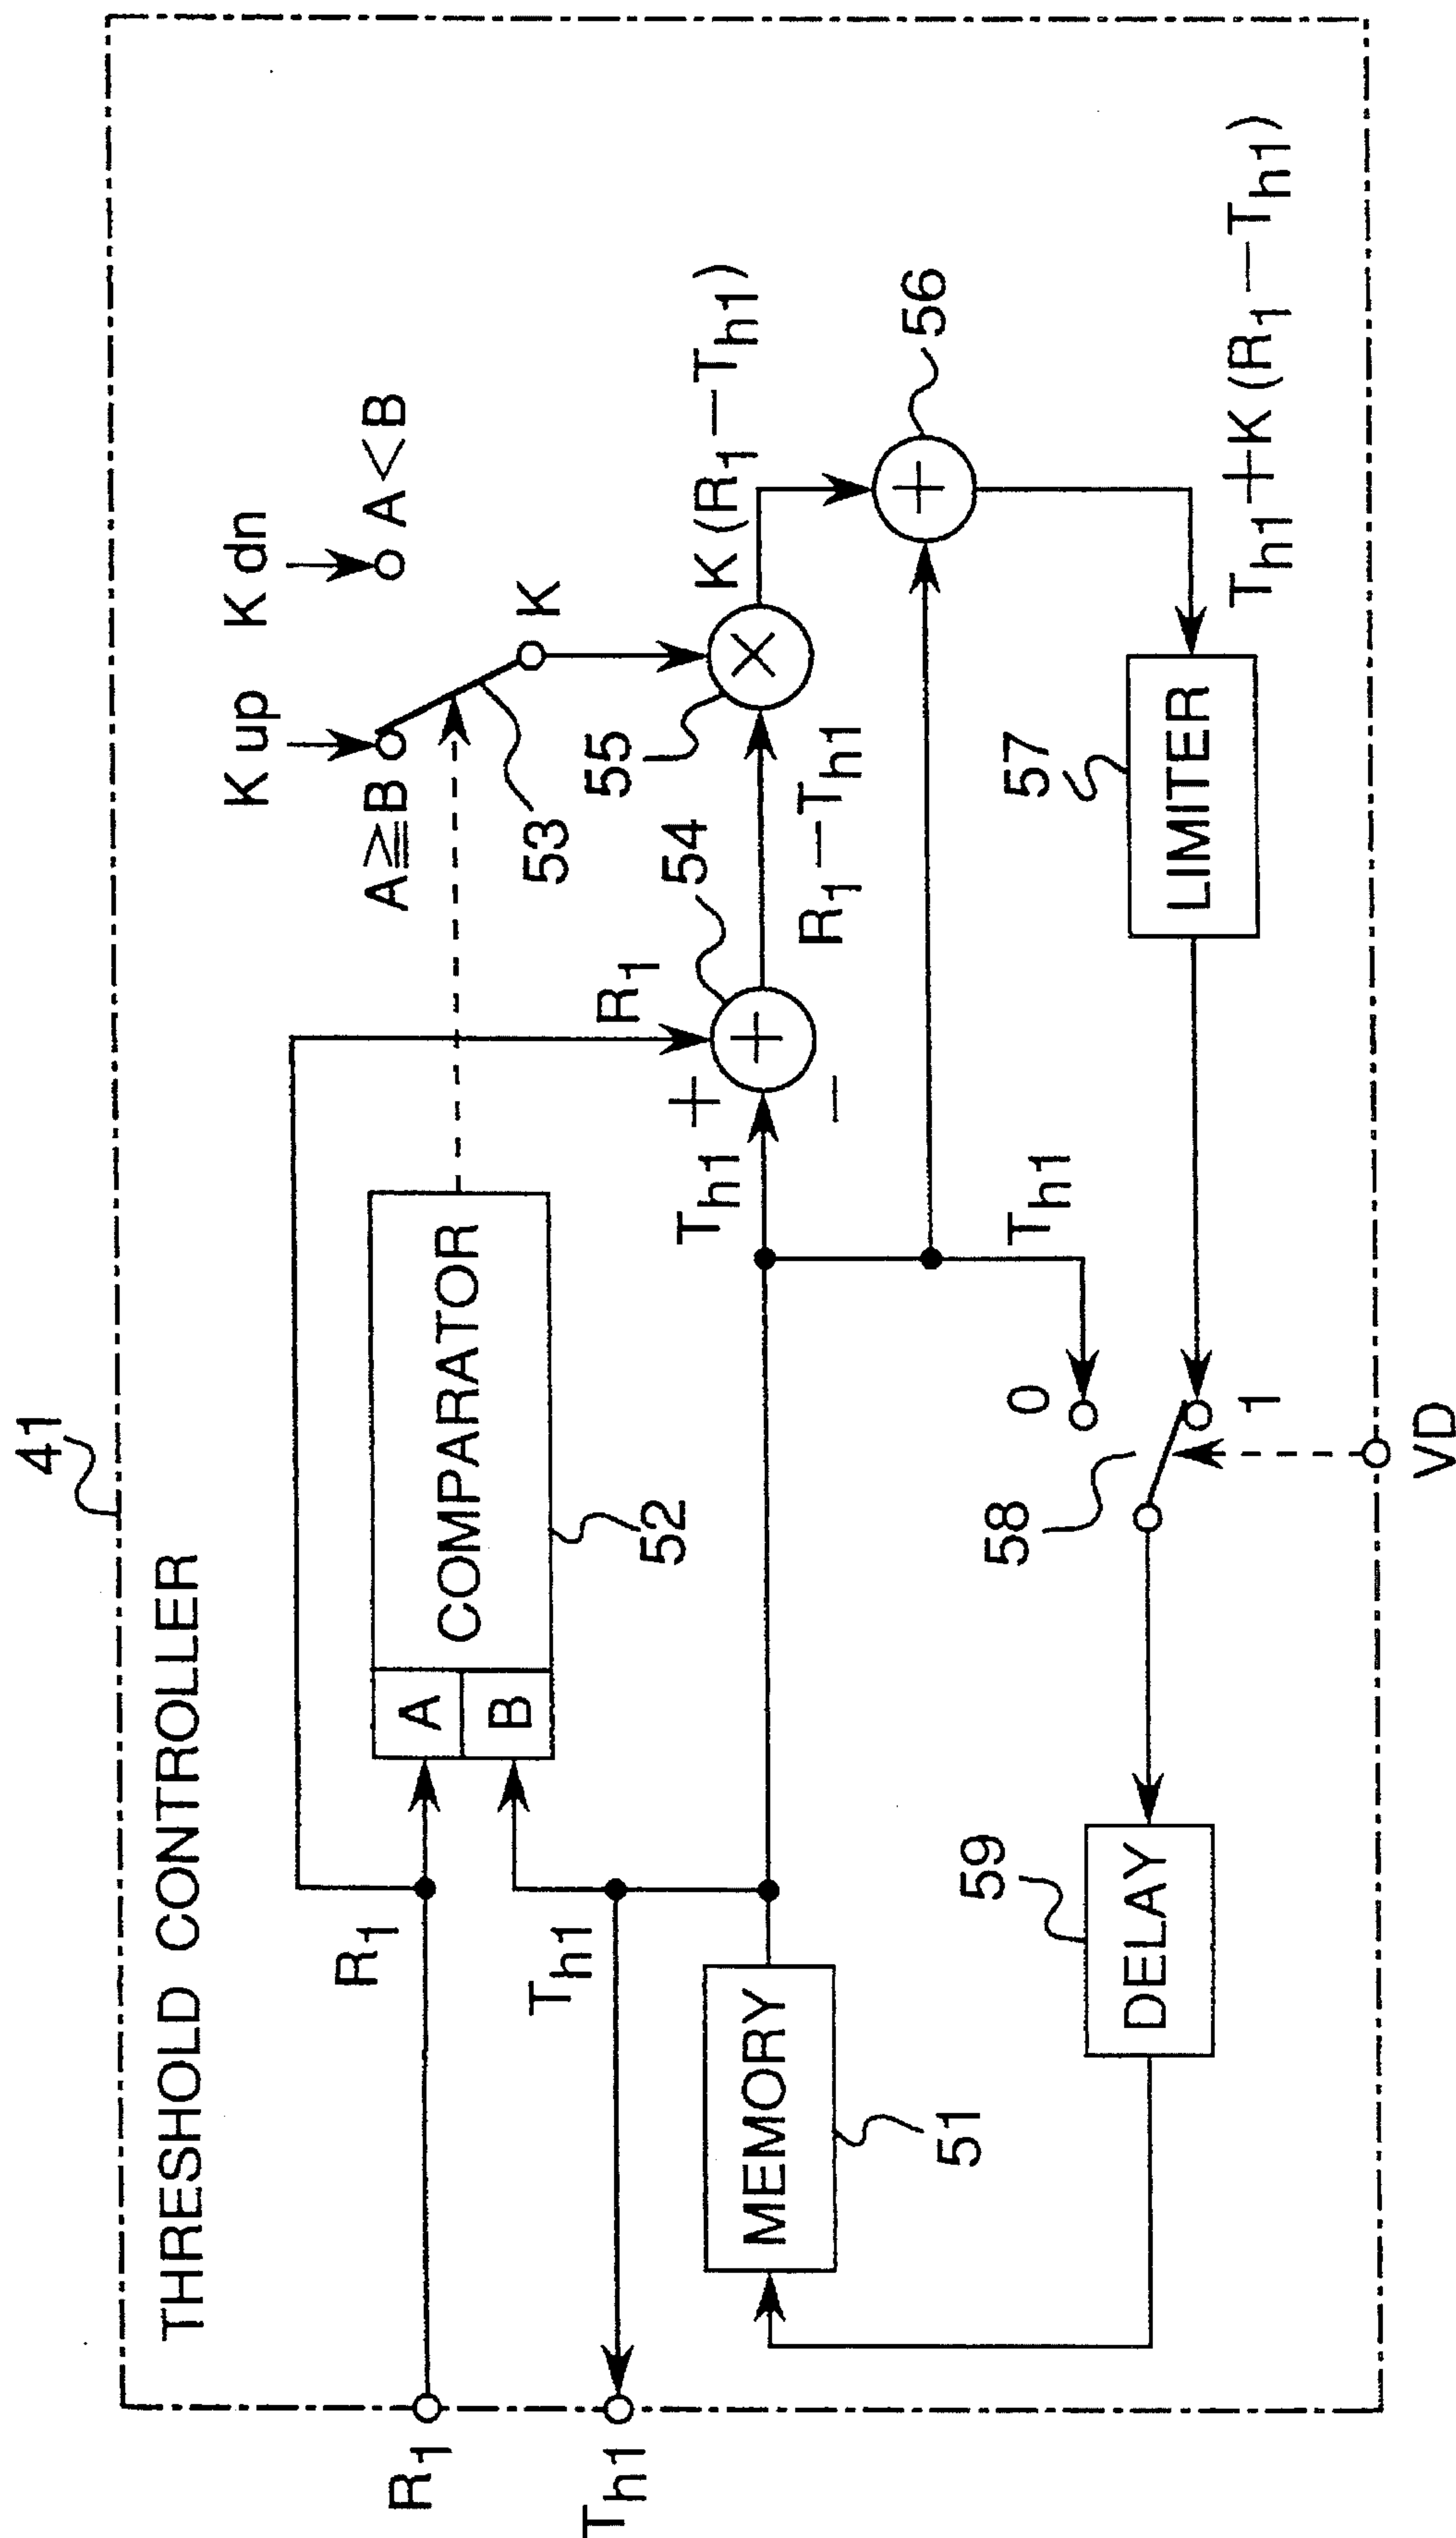 41
THRESHOLD CONTROLLER
K up
K dn
A≧B
A<B
53
K
R1
R1
A
B
COMPARATOR
52
R1
54
+
+
−
Th1
R1−Th1
55
×
K(R1−Th1)
Th1
Th1
MEMORY
51
56
+
Th1
0
1
58
57
LIMITER
Th1+K(R1−Th1)
59
DELAY
VD